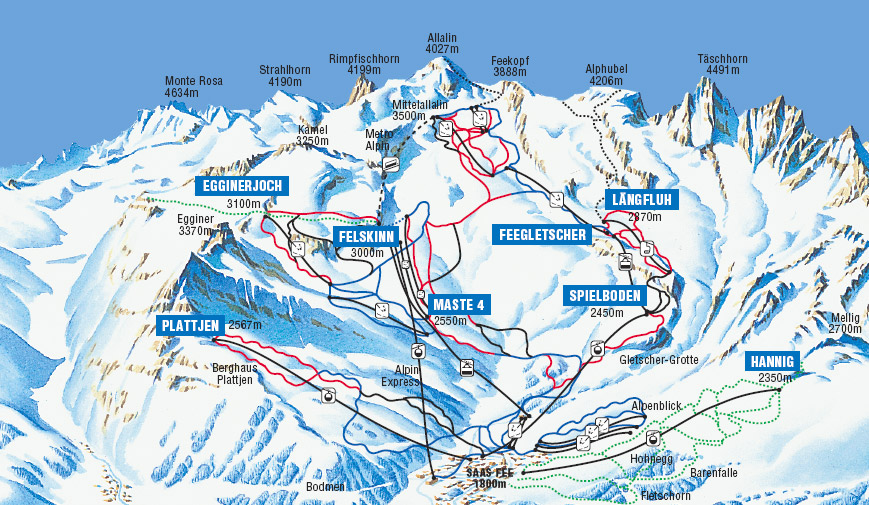 Allalin
4027m
Rimpfischhorn
4199m
Feekopf
3888m
Täschhorn
4491m
Strahlhorn
4190m
Alphubel
4206m
Monte Rosa
4634m
Mittelallalin
3500m
Kamel
3250m
Metro
Alpin
EGGINERJOCH
3100m
LÄNGFLUH
2870m
Egginer
3370m
FELSKINN
3000m
FEEGLETSCHER
MASTE 4
2550m
SPIELBODEN
2450m
PLATTJEN 2567m
Mellig
2700m
Gletscher-Grotte
HANNIG
2350m
Berghaus
Plattjen
Alpin
Express
Alpenblick
Hohnegg
Bärenfalle
SAAS-FEE
1800m
Bodmen
Fletschorn